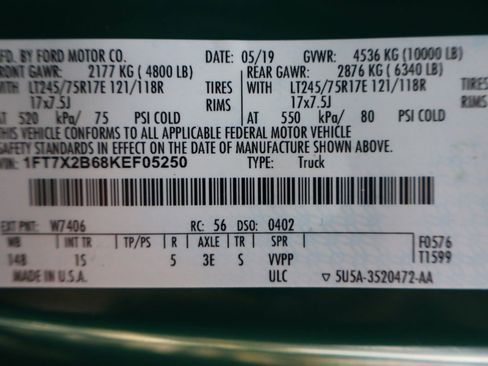 MFD. BY FORD MOTOR CO. DATE: 05/19 GVWR: 4536 KG (10000 LB)
FRONT GAWR: 2177 KG (4800 LB) REAR GAWR: 2876 KG (6340 LB)
WITH LT245/75R17E 121/118R TIRES WITH LT245/75R17E 121/118R TIRES
17x7.5J RIMS 17x7.5J RIMS
AT 520 kPa/ 75 PSI COLD AT 550 kPa/ 80 PSI COLD
THIS VEHICLE CONFORMS TO ALL APPLICABLE FEDERAL MOTOR VEHICLE
SAFETY STANDARDS IN EFFECT ON THE DATE OF MANUFACTURE SHOWN ABOVE.
VIN: 1FT7X2B68KEF05250 TYPE: Truck
EXT PNT: W7406 RC: 56 DSO: 0402
WB INT TR TP/PS R AXLE TR SPR F0576
148 1S 5 3E S VVPP T1599
MADE IN U.S.A. ULC ▽ 5U5A-3520472-AA